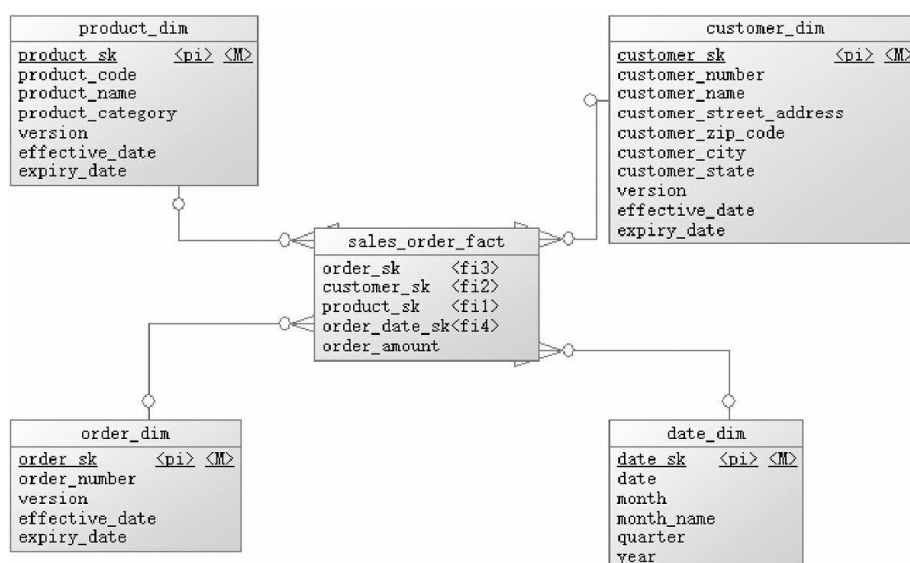 product_dim
product_sk <pi> <M>
product_code
product_name
product_category
version
effective_date
expiry_date
customer_dim
customer_sk <pi> <M>
customer_number
customer_name
customer_street_address
customer_zip_code
customer_city
customer_state
version
effective_date
expiry_date
sales_order_fact
order_sk <fi3>
customer_sk <fi2>
product_sk <fi1>
order_date_sk<fi4>
order_amount
order_dim
order_sk <pi> <M>
order_number
version
effective_date
expiry_date
date_dim
date_sk <pi> <M>
date
month
month_name
quarter
year